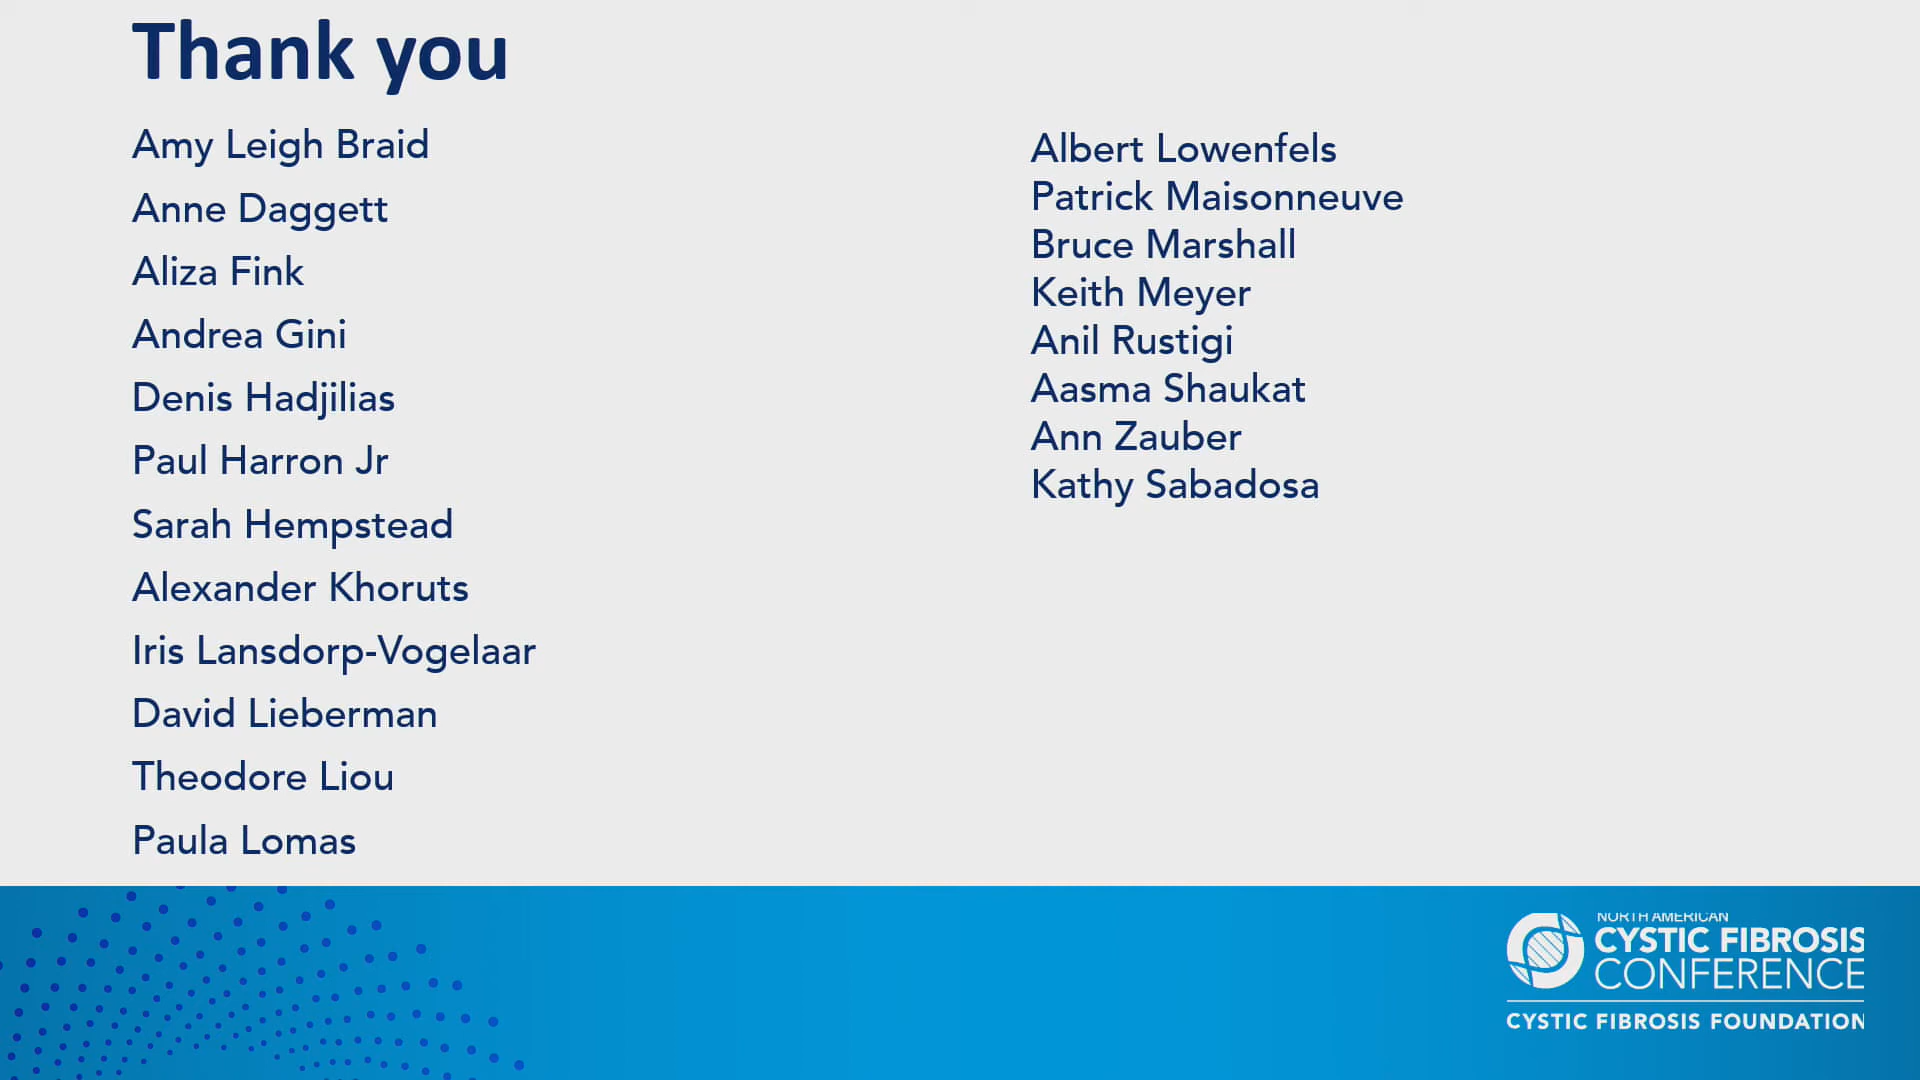 Thank you
Amy Leigh Braid
Anne Daggett
Aliza Fink
Andrea Gini
Denis Hadjilias
Paul Harron Jr
Sarah Hempstead
Alexander Khoruts
Iris Lansdorp-Vogelaar
David Lieberman
Theodore Liou
Paula Lomas
Albert Lowenfels
Patrick Maisonneuve
Bruce Marshall
Keith Meyer
Anil Rustigi
Aasma Shaukat
Ann Zauber
Kathy Sabadosa
NORTH AMERICAN
CYSTIC FIBROSIS
CONFERENCE
CYSTIC FIBROSIS FOUNDATION